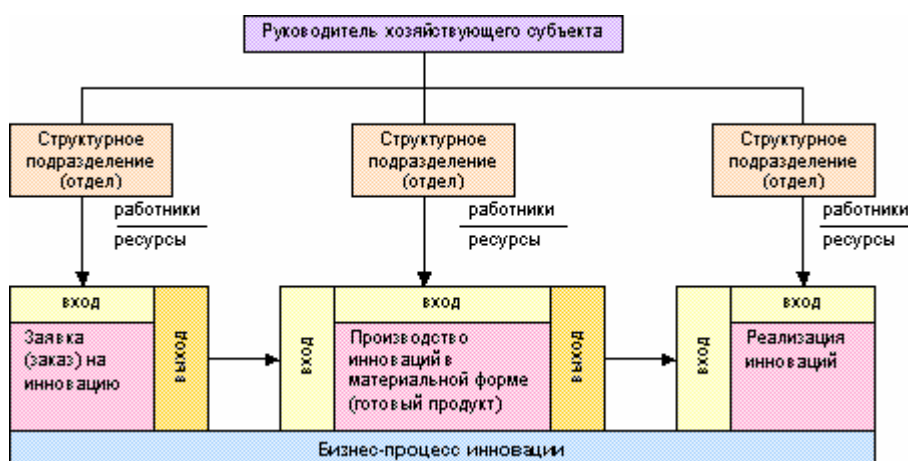 Руководитель хозяйствующего субъекта
Структурное
подразделение
(отдел)
Структурное
подразделение
(отдел)
Структурное
подразделение
(отдел)
работники
ресурсы
работники
ресурсы
работники
ресурсы
вход
Заявка
(заказ) на
инновацию
выход
вход
вход
Производство
инноваций в
материальной форме
(готовый продукт)
выход
вход
вход
Реализация
инноваций
Бизнес-процесс инновации